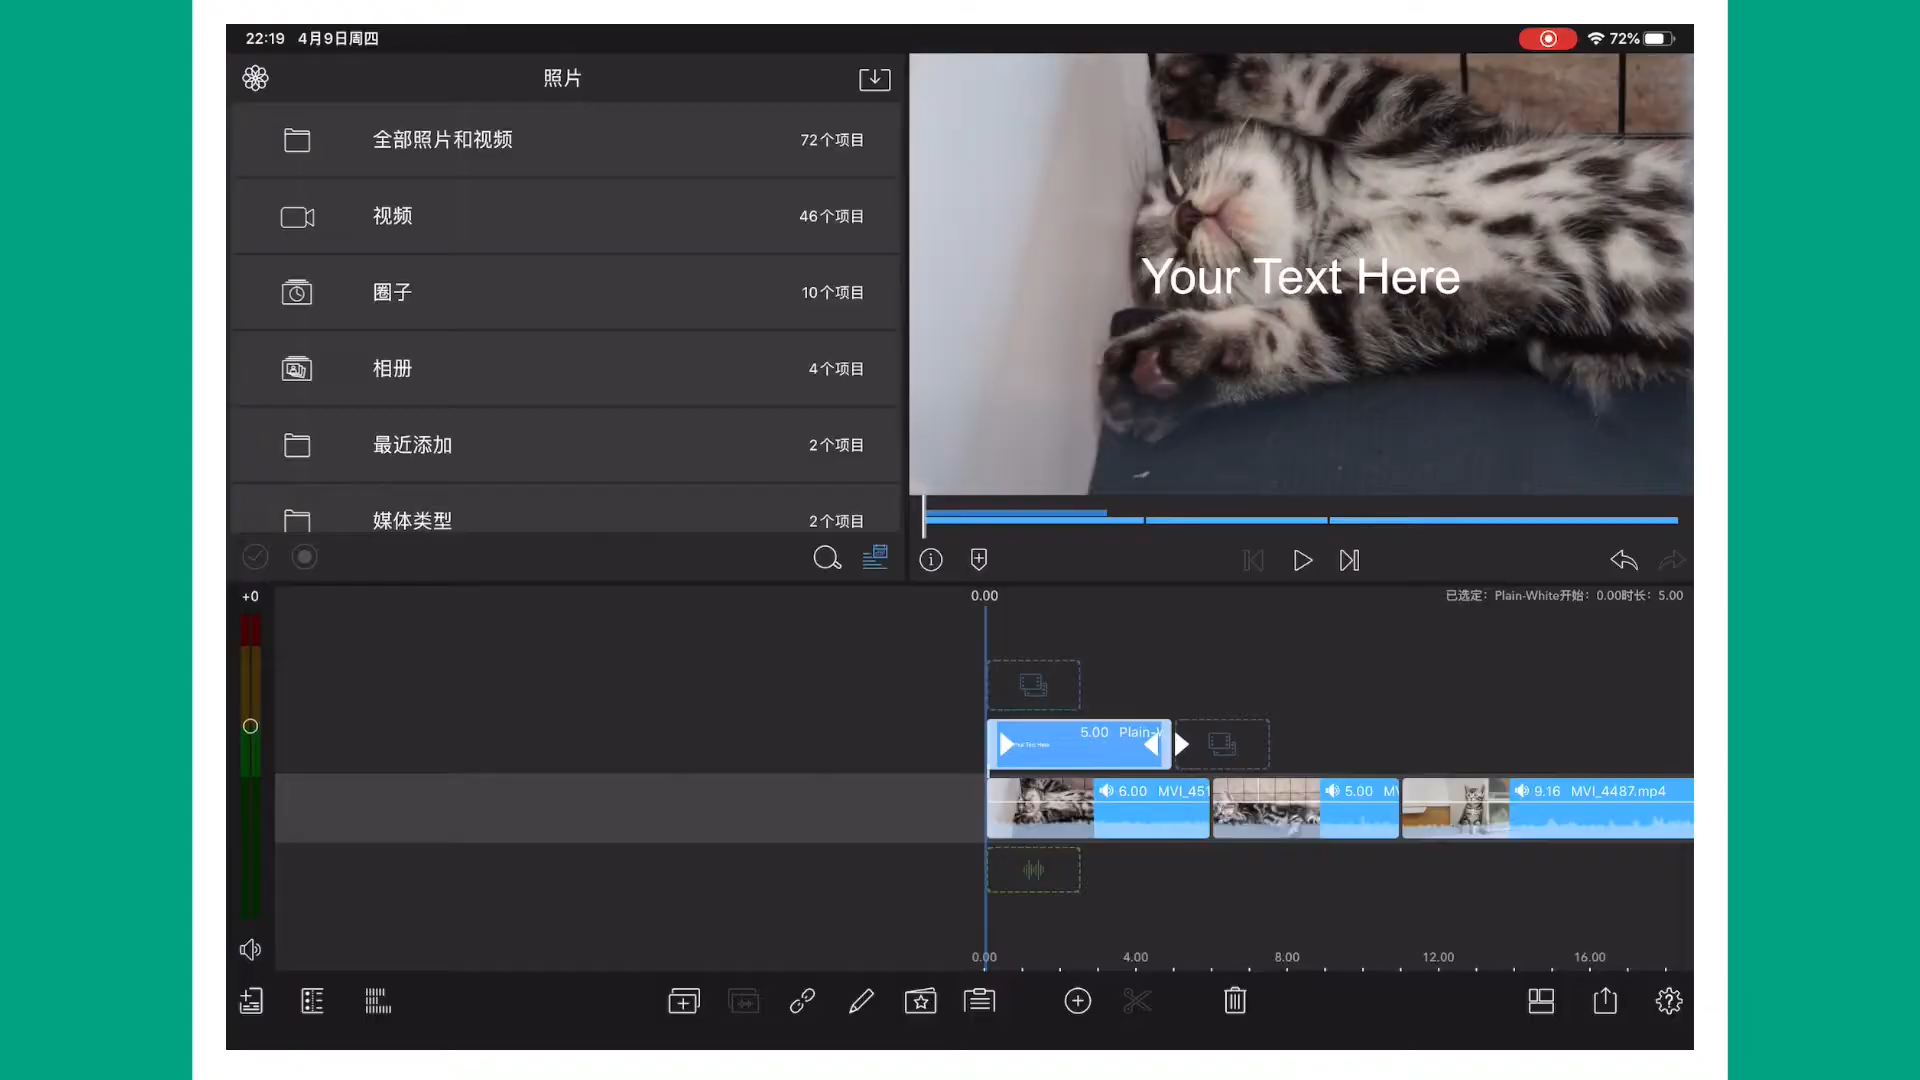 22:19 4月9日周四
72%
照片
全部照片和视频 72个项目
视频 46个项目
圈子 10个项目
相册 4个项目
最近添加 2个项目
媒体类型 2个项目
Your Text Here
+0
0.00
已选定：Plain-White开始：0.00时长：5.00
5.00 Plain-
Your Text Here
6.00 MVI_451
5.00 M
9.16 MVI_4487.mp4
0.00 4.00 8.00 12.00 16.00